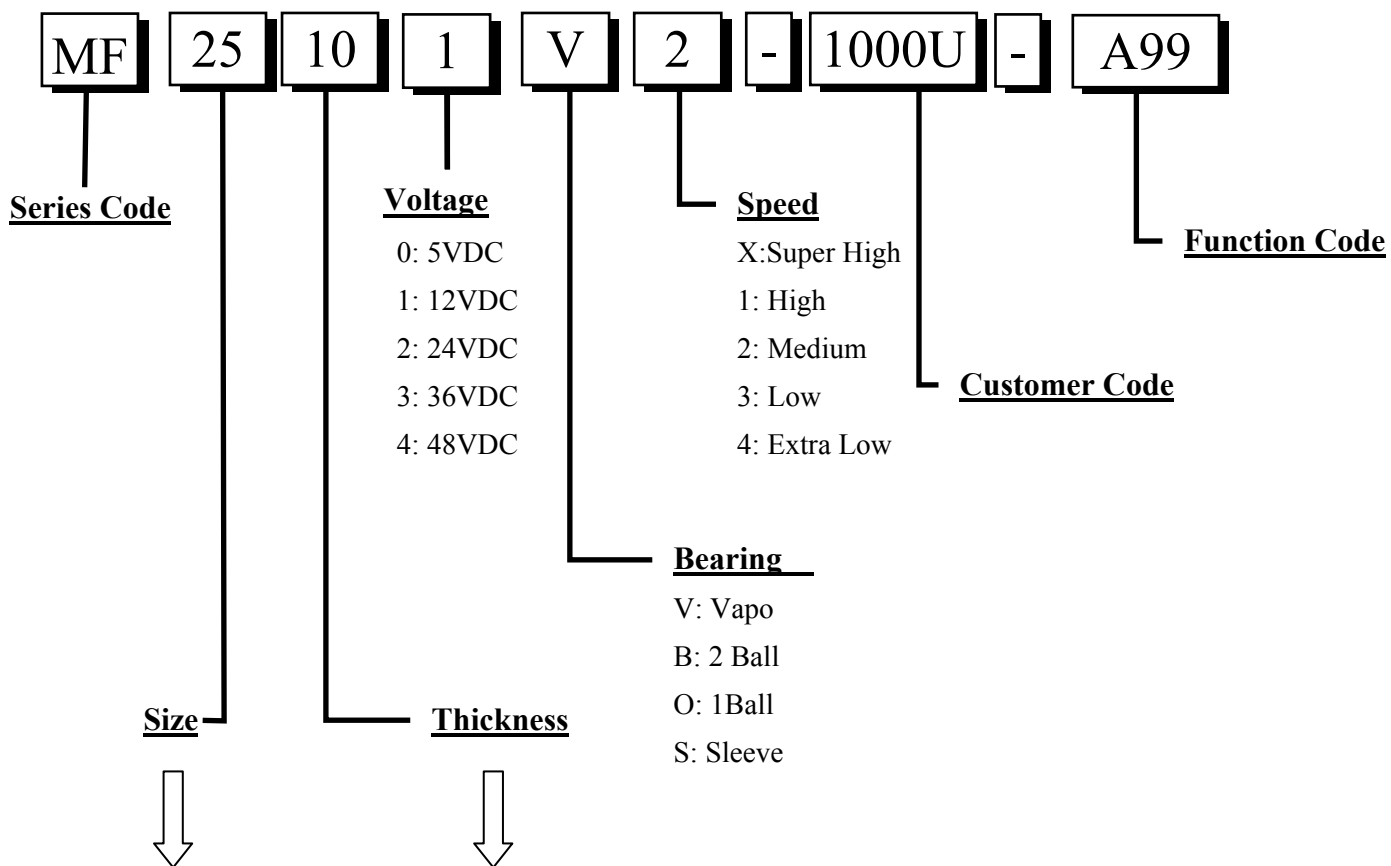 MF 25 10 1 V 2 - 1000U - A99
Series Code
Voltage
0: 5VDC
1: 12VDC
2: 24VDC
3: 36VDC
4: 48VDC
Speed
X:Super High
1: High
2: Medium
3: Low
4: Extra Low
Function Code
Customer Code
Bearing
V: Vapo
B: 2 Ball
O: 1Ball
S: Sleeve
Size
Thickness